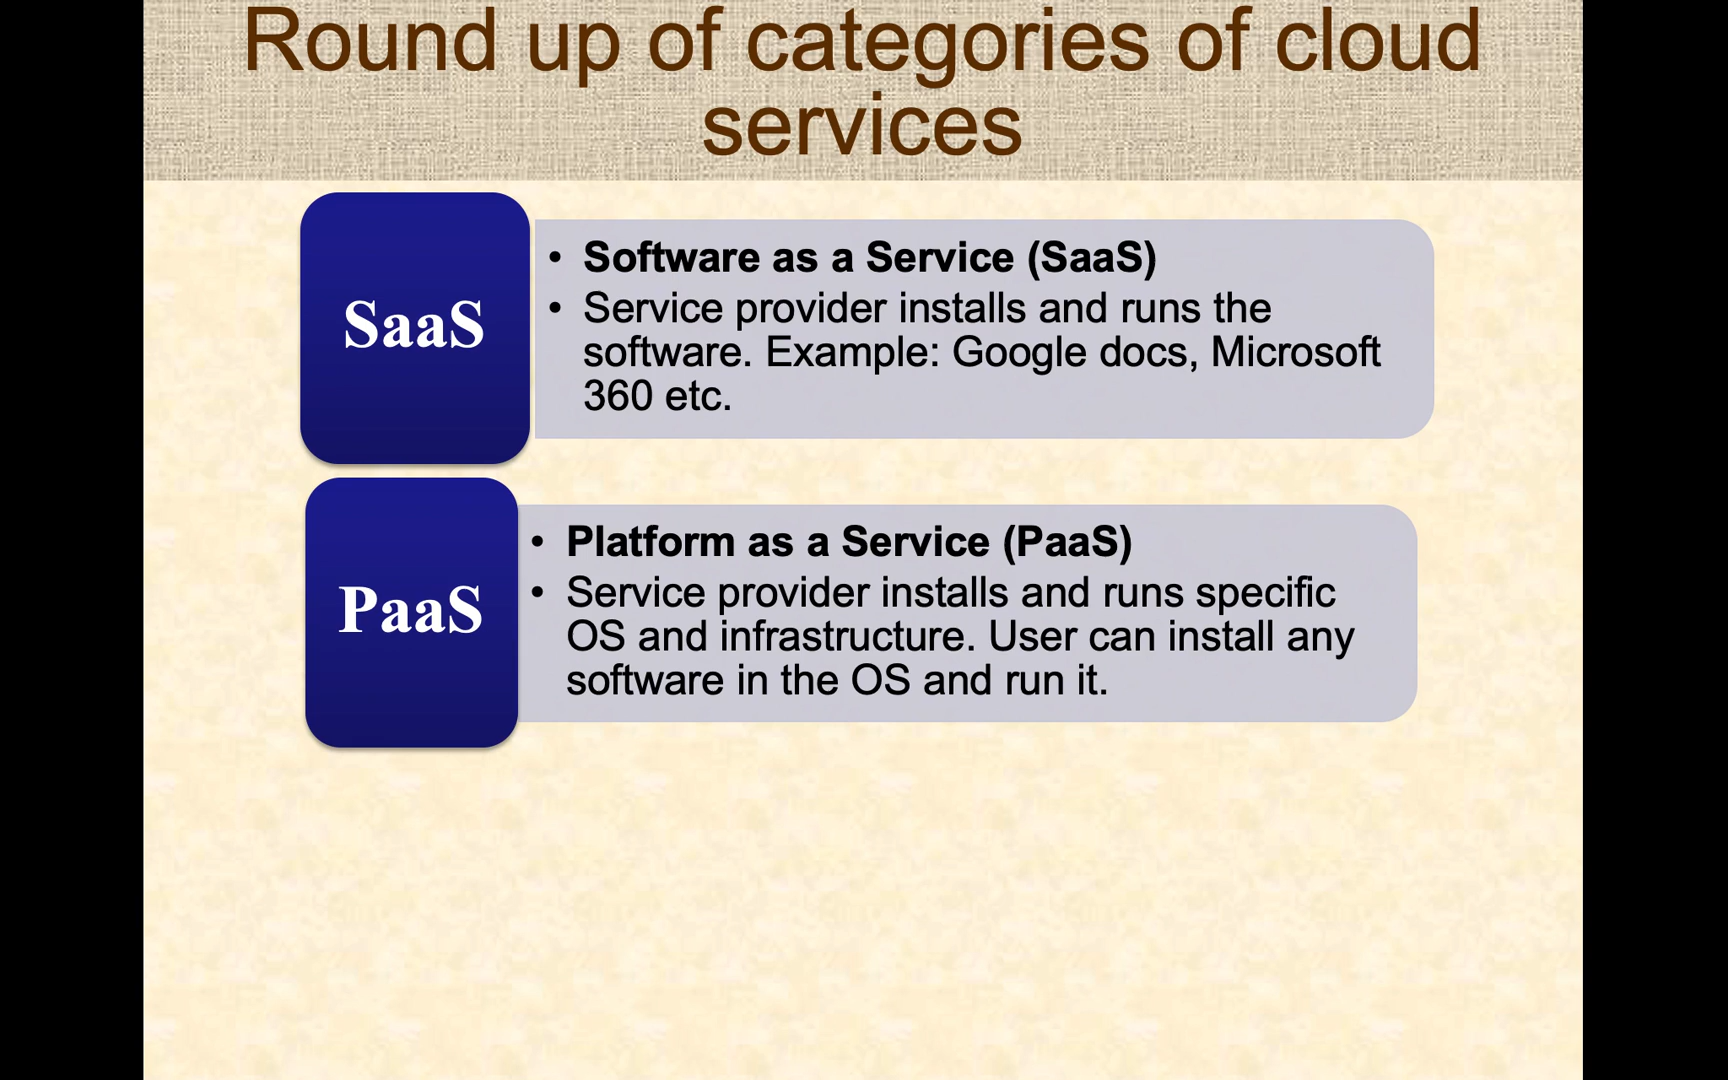 Round up of categories of cloud
services
SaaS
• Software as a Service (SaaS)
• Service provider installs and runs the
software. Example: Google docs, Microsoft
360 etc.
PaaS
• Platform as a Service (PaaS)
• Service provider installs and runs specific
OS and infrastructure. User can install any
software in the OS and run it.